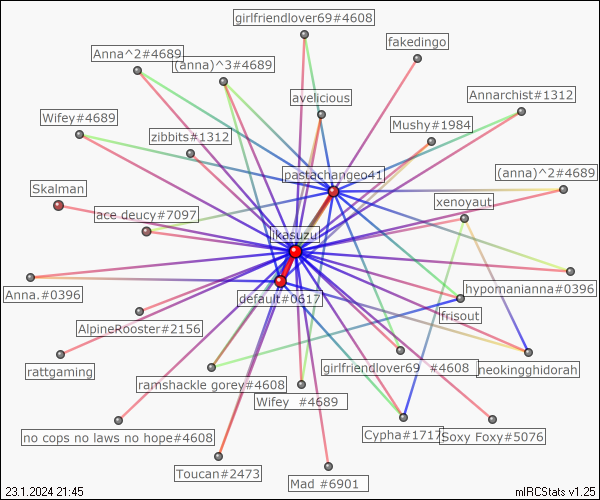 girlfriendlover69#4608
fakedingo
Anna^2#4689
(anna)^3#4689
avelicious
Annarchist#1312
Wifey#4689
zibbits#1312
Mushy#1984
pastachangeo41
(anna)^2#4689
Skalman
xenoyaut
ace deucy#7097
ikasuzu
Anna.#0396
default#0617
hypomanianna#0396
frisout
AlpineRooster#2156
rattgaming
ramshackle gorey#4608
girlfriendlover69 #4608
neokingghidorah
Wifey #4689
no cops no laws no hope#4608
Cypha#1717
Soxy Foxy#5076
Toucan#2473
Mad #6901
23.1.2024 21:45
mIRCStats v1.25